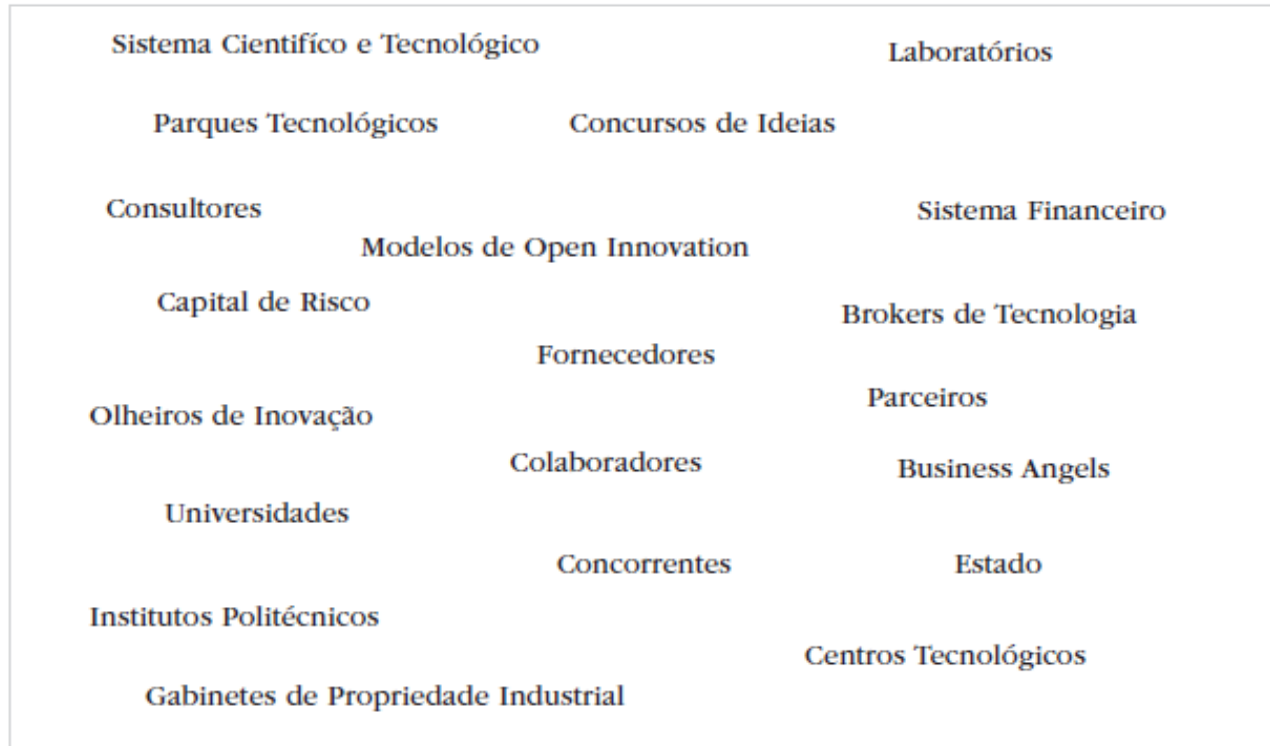 Sistema Cientifíco e Tecnológico
Laboratórios
Parques Tecnológicos
Concursos de Ideias
Consultores
Sistema Financeiro
Modelos de Open Innovation
Capital de Risco
Brokers de Tecnologia
Fornecedores
Parceiros
Olheiros de Inovação
Colaboradores
Business Angels
Universidades
Concorrentes
Estado
Institutos Politécnicos
Centros Tecnológicos
Gabinetes de Propriedade Industrial